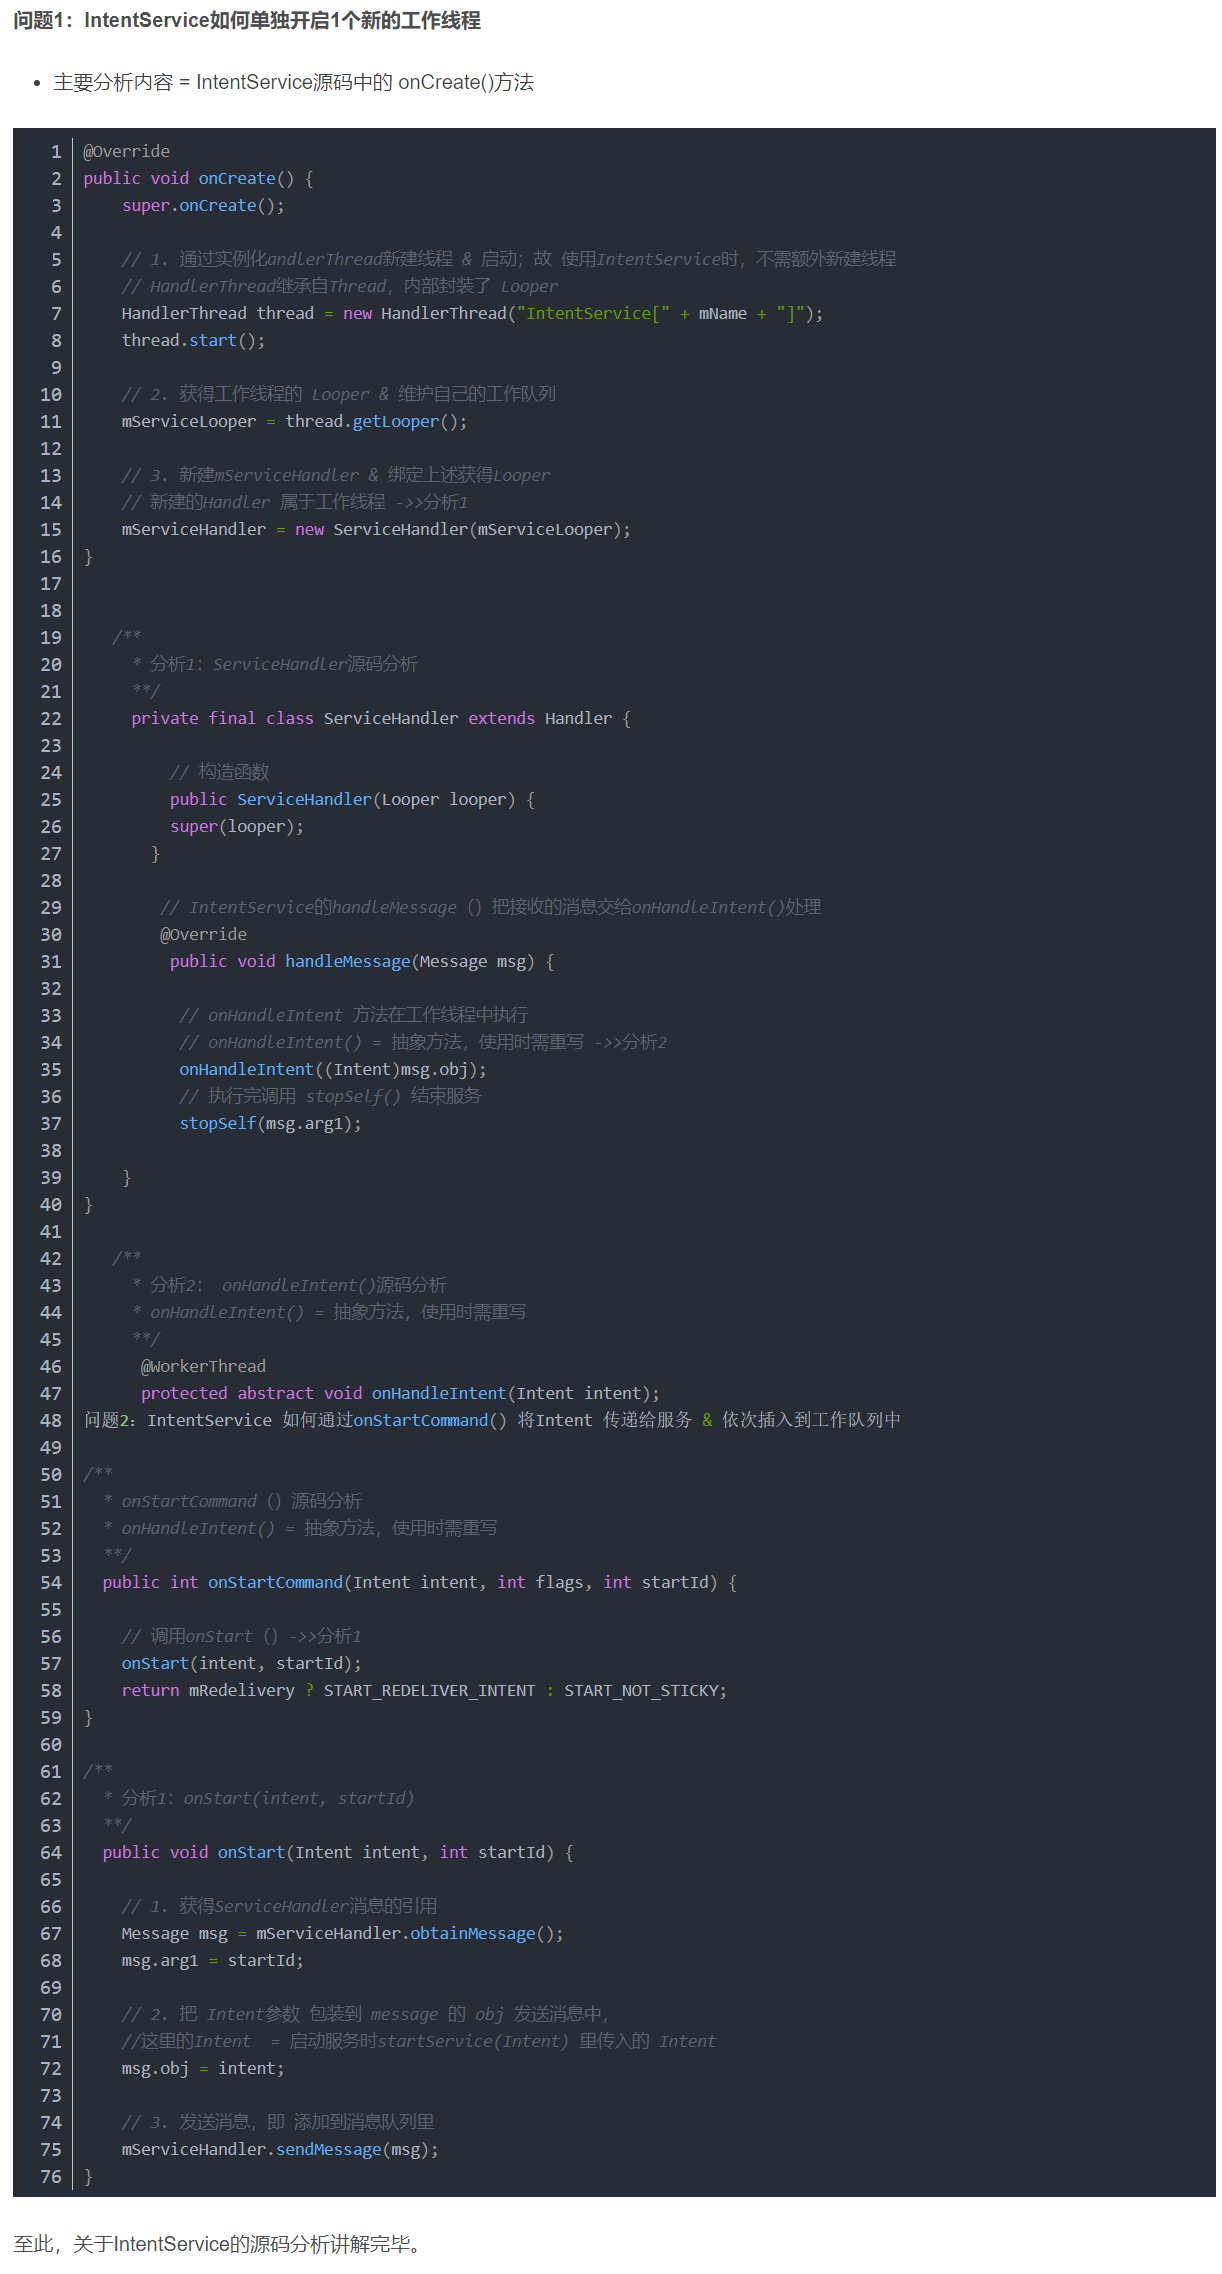 问题1：IntentService如何单独开启1个新的工作线程
• 主要分析内容 = IntentService源码中的 onCreate()方法
1 @Override
2 public void onCreate() {
3     super.onCreate();
4
5     // 1. 通过实例化andlerThread新建线程 & 启动；故 使用IntentService时，不需额外新建线程
6     // HandlerThread继承自Thread，内部封装了 Looper
7     HandlerThread thread = new HandlerThread("IntentService[" + mName + "]");
8     thread.start();
9
10     // 2. 获得工作线程的 Looper & 维护自己的工作队列
11     mServiceLooper = thread.getLooper();
12
13     // 3. 新建mServiceHandler & 绑定上述获得Looper
14     // 新建的Handler 属于工作线程 ->>分析1
15     mServiceHandler = new ServiceHandler(mServiceLooper);
16 }
17
18
19    /**
20      * 分析1：ServiceHandler源码分析
21      **/
22      private final class ServiceHandler extends Handler {
23
24          // 构造函数
25          public ServiceHandler(Looper looper) {
26          super(looper);
27        }
28
29         // IntentService的handleMessage（）把接收的消息交给onHandleIntent()处理
30         @Override
31          public void handleMessage(Message msg) {
32
33           // onHandleIntent 方法在工作线程中执行
34           // onHandleIntent() = 抽象方法，使用时需重写 ->>分析2
35           onHandleIntent((Intent)msg.obj);
36           // 执行完调用 stopSelf() 结束服务
37           stopSelf(msg.arg1);
38
39     }
40 }
41
42    /**
43      * 分析2： onHandleIntent()源码分析
44      * onHandleIntent() = 抽象方法，使用时需重写
45      **/
46       @WorkerThread
47       protected abstract void onHandleIntent(Intent intent);
48 问题2：IntentService 如何通过onStartCommand() 将Intent 传递给服务 & 依次插入到工作队列中
49
50 /**
51   * onStartCommand（）源码分析
52   * onHandleIntent() = 抽象方法，使用时需重写
53   **/
54   public int onStartCommand(Intent intent, int flags, int startId) {
55
56     // 调用onStart（）->>分析1
57     onStart(intent, startId);
58     return mRedelivery ? START_REDELIVER_INTENT : START_NOT_STICKY;
59 }
60
61 /**
62   * 分析1：onStart(intent, startId)
63   **/
64   public void onStart(Intent intent, int startId) {
65
66     // 1. 获得ServiceHandler消息的引用
67     Message msg = mServiceHandler.obtainMessage();
68     msg.arg1 = startId;
69
70     // 2. 把 Intent参数 包装到 message 的 obj 发送消息中，
71     //这里的Intent  = 启动服务时startService(Intent) 里传入的 Intent
72     msg.obj = intent;
73
74     // 3. 发送消息，即 添加到消息队列里
75     mServiceHandler.sendMessage(msg);
76 }
至此，关于IntentService的源码分析讲解完毕。